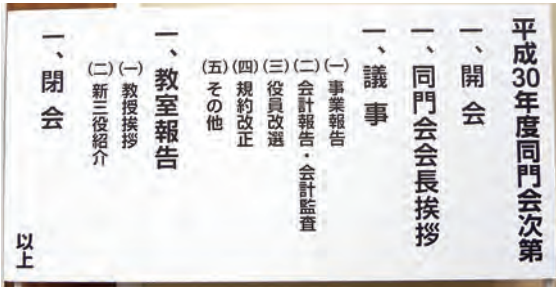 平成30年度同門会次第
一、開会
一、同門会会長挨拶
一、議事
(一)事業報告
(二)会計報告・会計監査
(三)役員改選
(四)規約改正
(五)その他
一、教室報告
(一)教授挨拶
(二)新三役紹介
一、閉会
以上